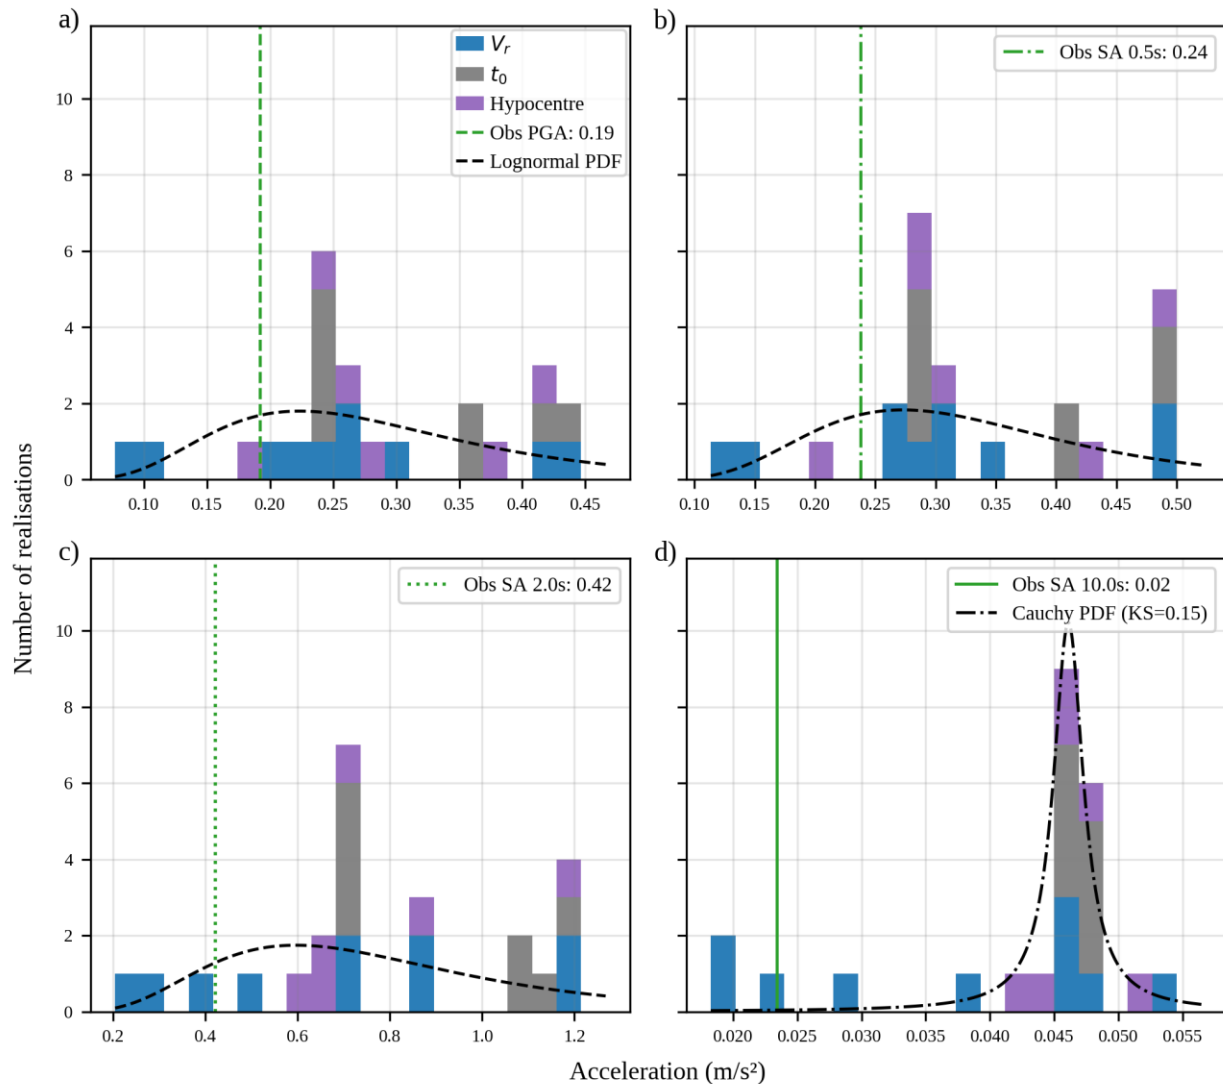 a)
V_r
t_0
Hypocentre
Obs PGA: 0.19
Lognormal PDF
10
8
6
4
2
0
0.10 0.15 0.20 0.25 0.30 0.35 0.40 0.45
b)
Obs SA 0.5s: 0.24
0.15 0.20 0.25 0.30 0.35 0.40 0.45 0.50
Number of realisations
c)
Obs SA 2.0s: 0.42
10
8
6
4
2
0
0.2 0.4 0.6 0.8 1.0 1.2
d)
Obs SA 10.0s: 0.02
Cauchy PDF (KS=0.15)
0.020 0.025 0.030 0.035 0.040 0.045 0.050 0.055
Acceleration (m/s²)